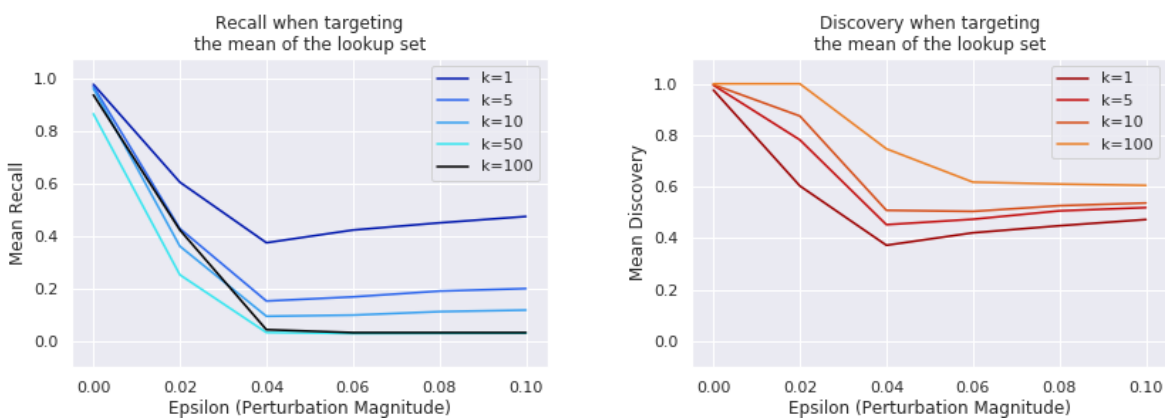 Recall when targeting
the mean of the lookup set
Mean Recall
1.0
0.8
0.6
0.4
0.2
0.0
k=1
k=5
k=10
k=50
k=100
0.00 0.02 0.04 0.06 0.08 0.10
Epsilon (Perturbation Magnitude)
Discovery when targeting
the mean of the lookup set
Mean Discovery
1.0
0.8
0.6
0.4
0.2
0.0
k=1
k=5
k=10
k=100
0.00 0.02 0.04 0.06 0.08 0.10
Epsilon (Perturbation Magnitude)